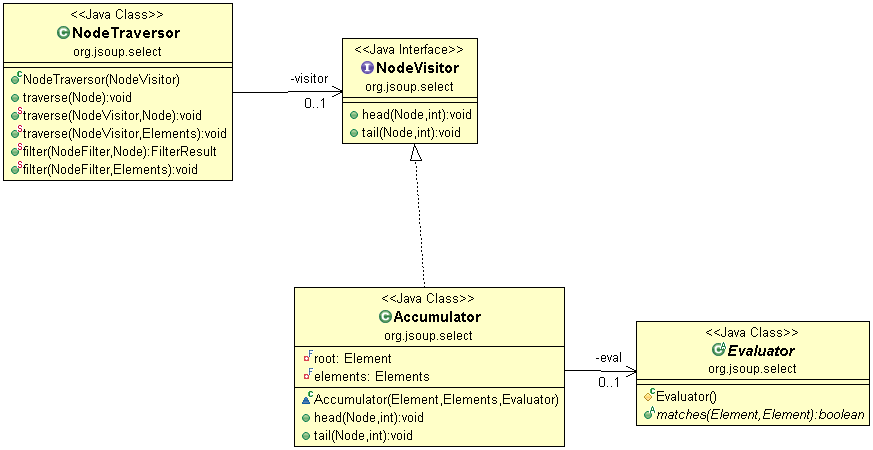 <<Java Class>>
NodeTraversor
org.jsoup.select
NodeTraversor(NodeVisitor)
traverse(Node):void
traverse(NodeVisitor,Node):void
traverse(NodeVisitor,Elements):void
filter(NodeFilter,Node):FilterResult
filter(NodeFilter,Elements):void
-visitor
0..1
<<Java Interface>>
NodeVisitor
org.jsoup.select
head(Node,int):void
tail(Node,int):void
<<Java Class>>
Accumulator
org.jsoup.select
root: Element
elements: Elements
Accumulator(Element,Elements,Evaluator)
head(Node,int):void
tail(Node,int):void
-eval
0..1
<<Java Class>>
Evaluator
org.jsoup.select
Evaluator()
matches(Element,Element):boolean